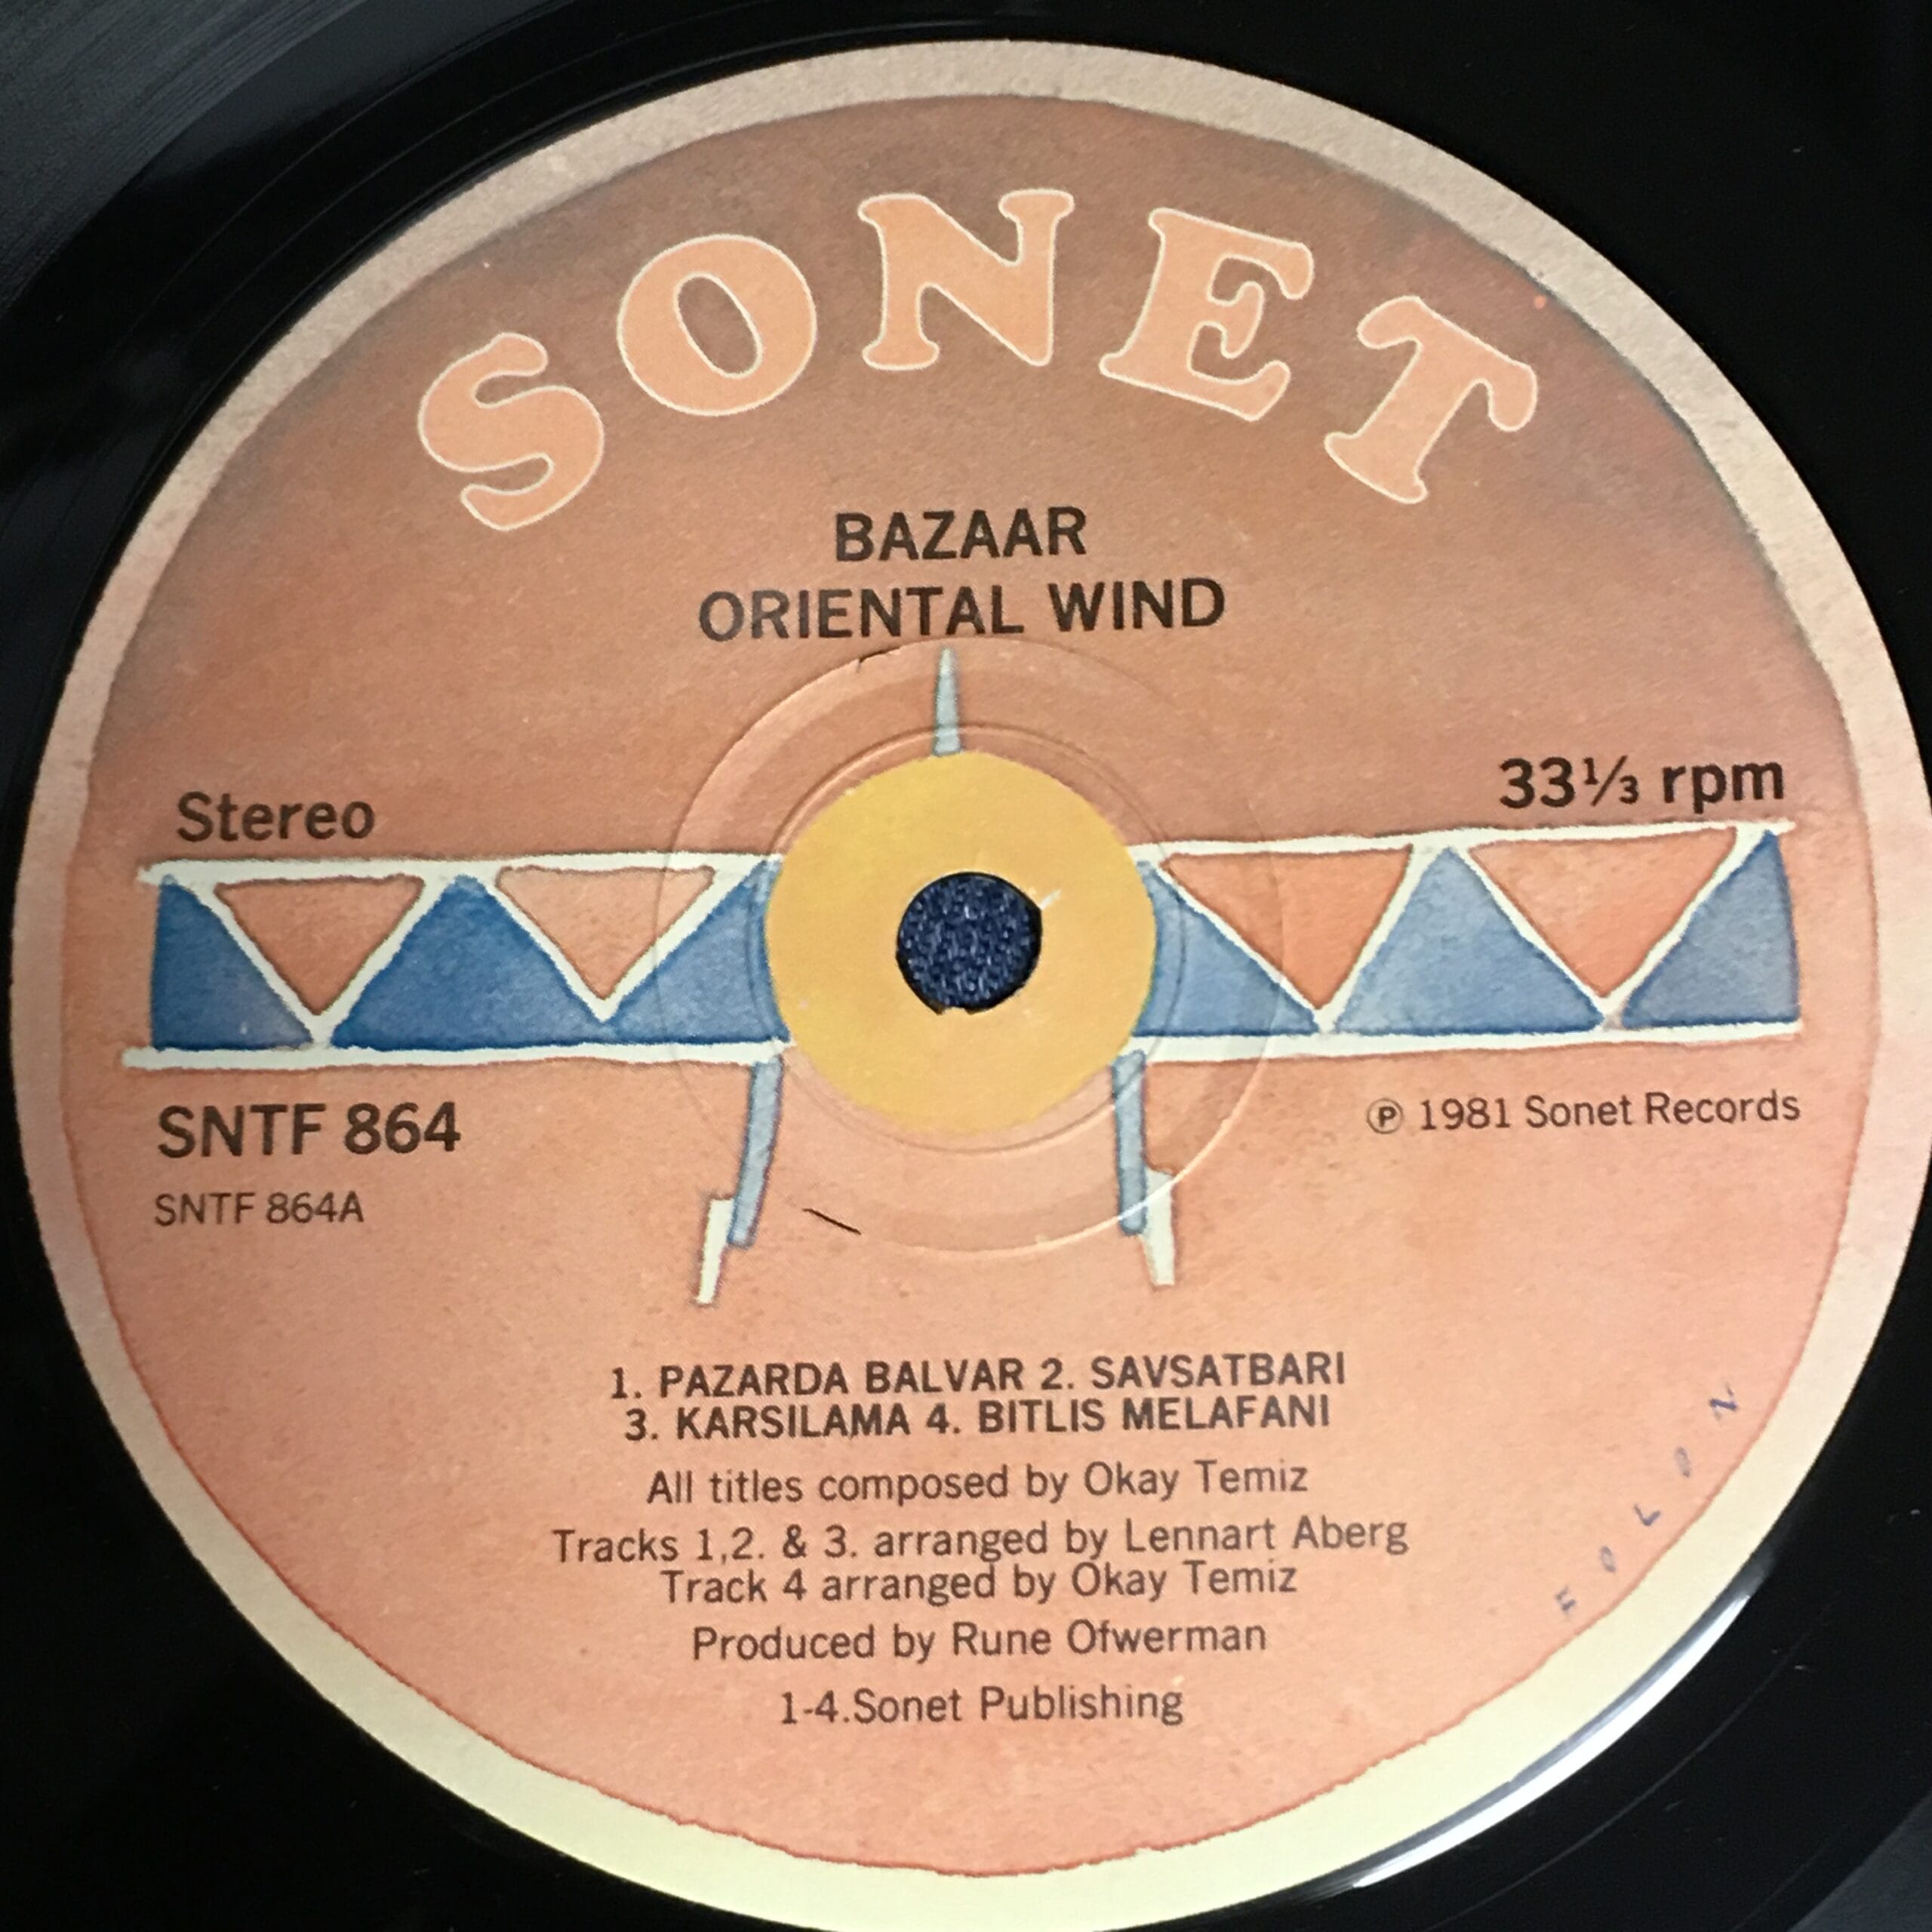 SONET
BAZAAR
ORIENTAL WIND
Stereo
33⅓ rpm
SNTF 864
SNTF 864A
℗ 1981 Sonet Records
1. PAZARDA BALVAR 2. SAVSATBARI
3. KARSILAMA 4. BITLIS MELAFANI
All titles composed by Okay Temiz
Tracks 1,2. & 3. arranged by Lennart Aberg
Track 4 arranged by Okay Temiz
Produced by Rune Ofwerman
1-4.Sonet Publishing
FOLON